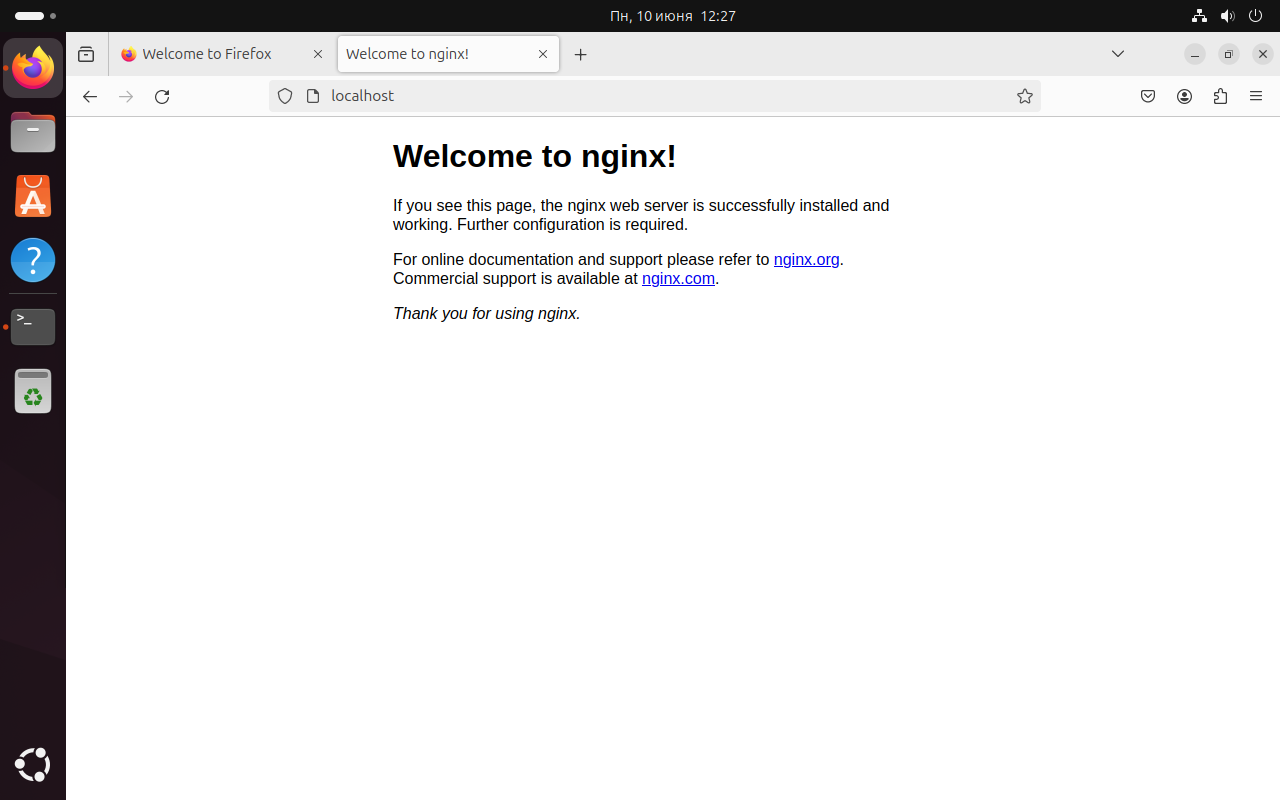 Пн, 10 июня 12:27
Welcome to Firefox
Welcome to nginx!
localhost
Welcome to nginx!
If you see this page, the nginx web server is successfully installed and
working. Further configuration is required.
For online documentation and support please refer to nginx.org.
Commercial support is available at nginx.com.
Thank you for using nginx.